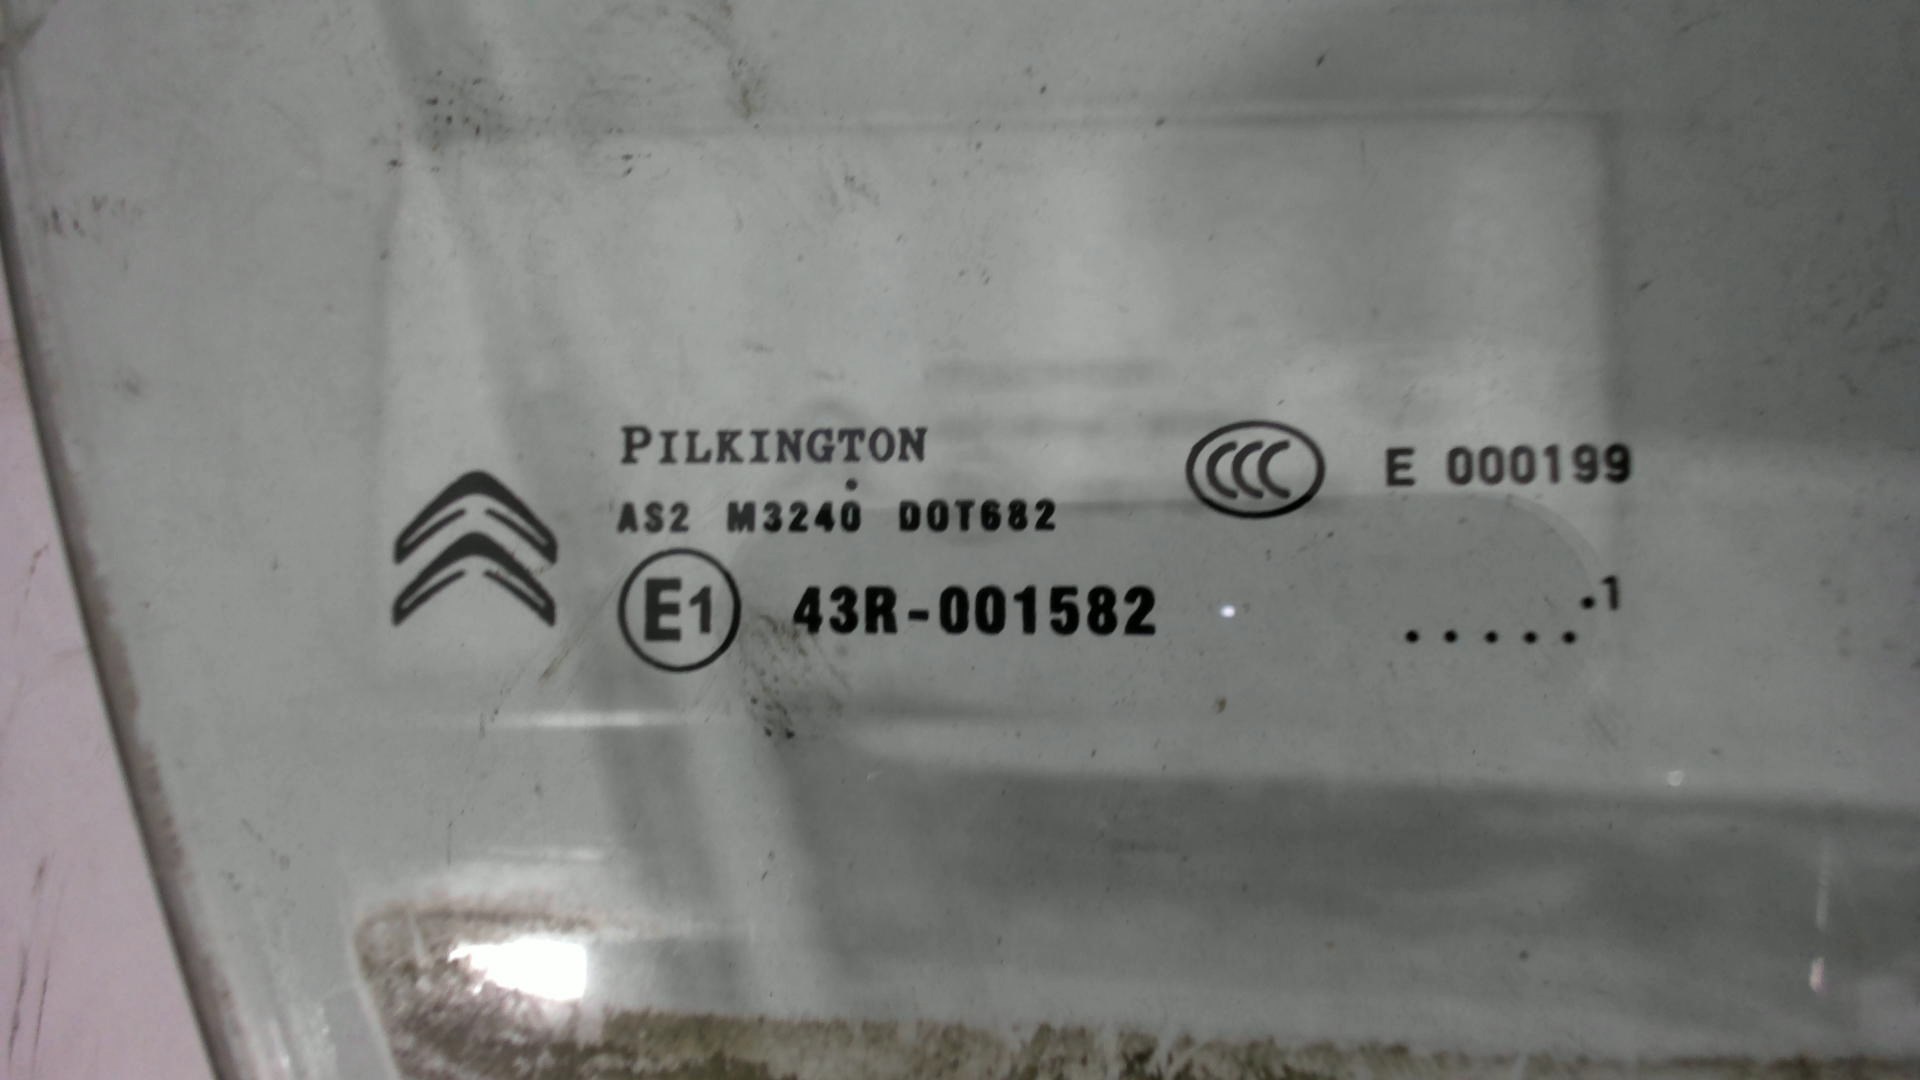 PILKINGTON
AS2 M3240 DOT682
CCC E 000199
E1 43R-001582
.....•1